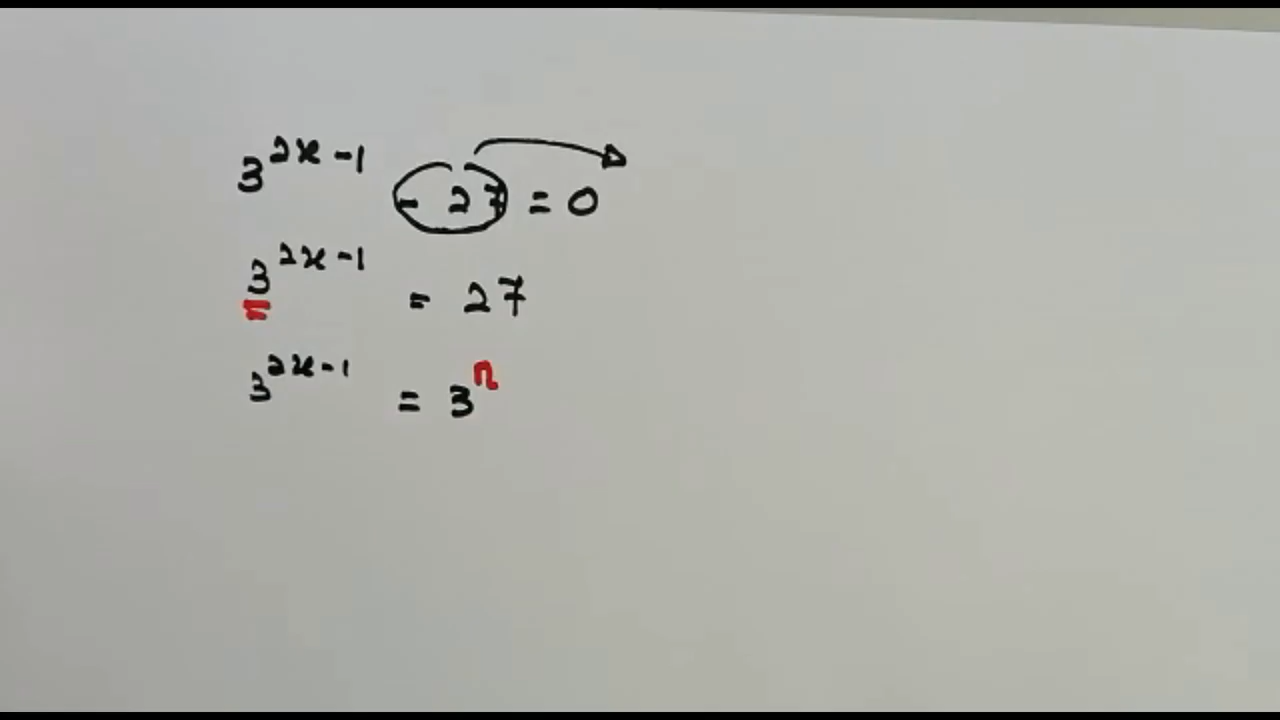 3^{2x-1} - 27 = 0
3^{2x-1} = 27
3^{2x-1} = 3^n